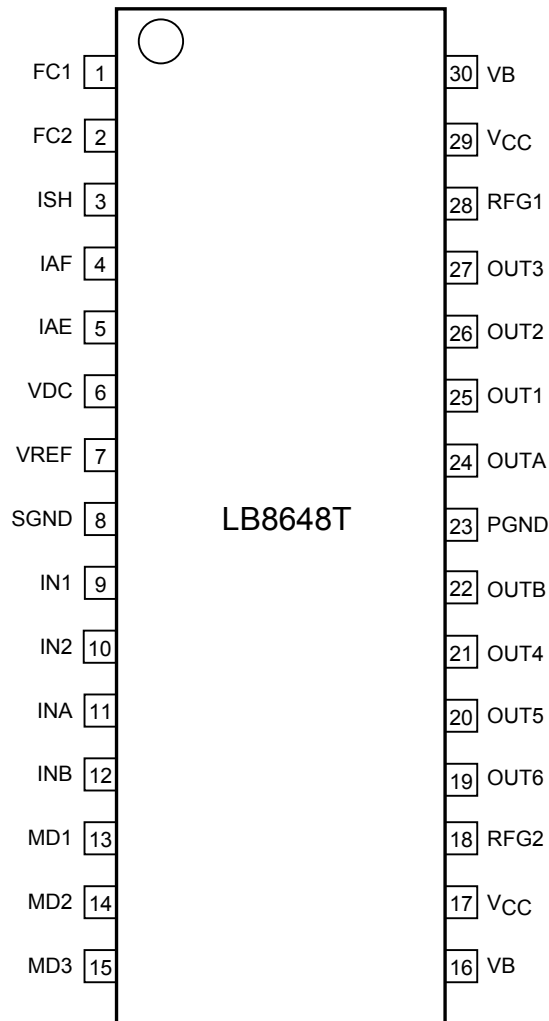 FC1 1
FC2 2
ISH 3
IAF 4
IAE 5
VDC 6
VREF 7
SGND 8
IN1 9
IN2 10
INA 11
INB 12
MD1 13
MD2 14
MD3 15
LB8648T
30 VB
29 VCC
28 RFG1
27 OUT3
26 OUT2
25 OUT1
24 OUTA
23 PGND
22 OUTB
21 OUT4
20 OUT5
19 OUT6
18 RFG2
17 VCC
16 VB